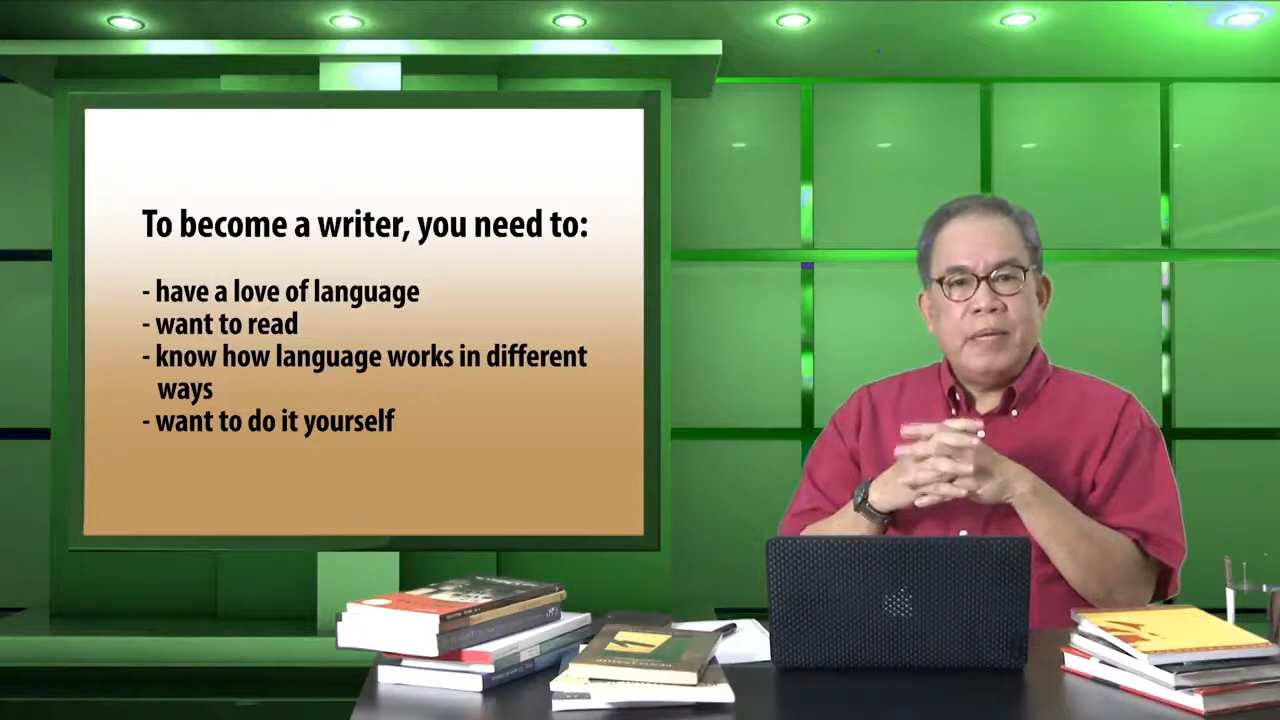 To become a writer, you need to:
- have a love of language
- want to read
- know how language works in different
ways
- want to do it yourself